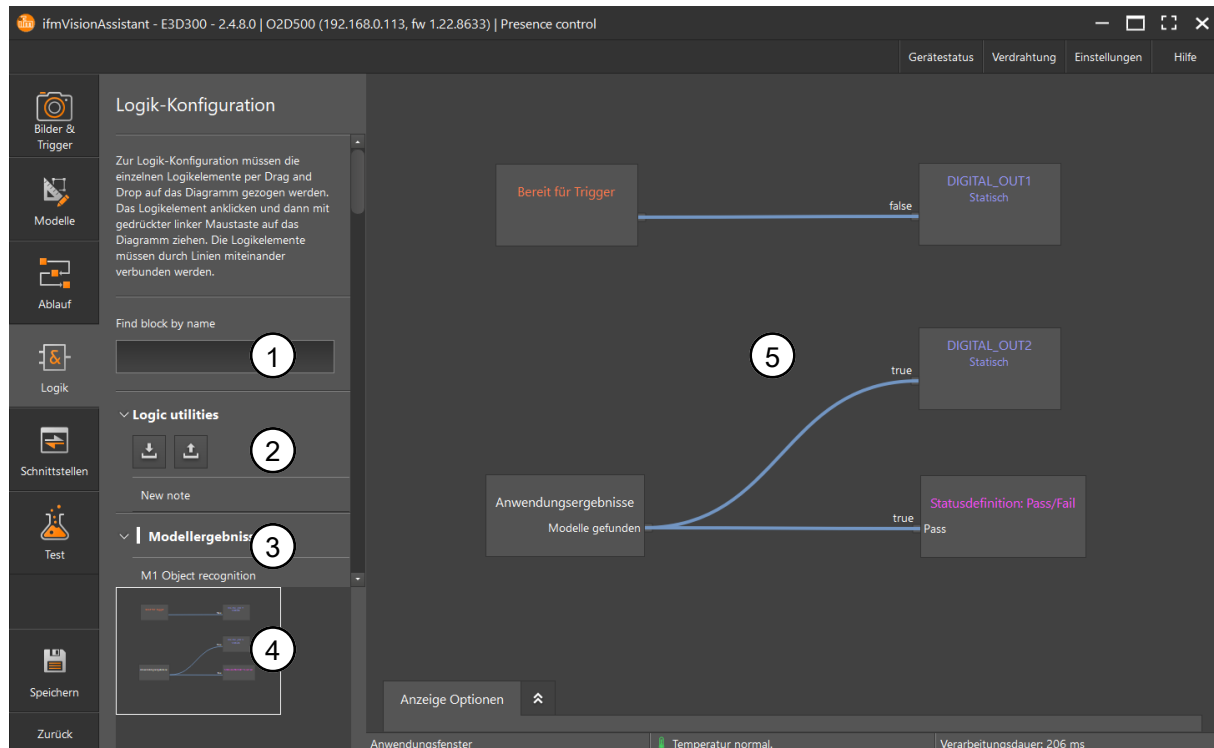 ifmVisionAssistant - E3D300 - 2.4.8.0 | O2D500 (192.168.0.113, fw 1.22.8633) | Presence control
Gerätestatus
Verdrahtung
Einstellungen
Hilfe
Bilder &
Trigger
Modelle
Ablauf
Logik
Schnittstellen
Test
Speichern
Zurück
Logik-Konfiguration
Zur Logik-Konfiguration müssen die
einzelnen Logikelemente per Drag and
Drop auf das Diagramm gezogen werden.
Das Logikelement anklicken und dann mit
gedrückter linker Maustaste auf das
Diagramm ziehen. Die Logikelemente
müssen durch Linien miteinander
verbunden werden.
Find block by name
1
Logic utilities
2
New note
Modellergebnis
3
M1 Object recognition
4
Bereit für Trigger
false
DIGITAL_OUT1
Statisch
5
true
DIGITAL_OUT2
Statisch
Anwendungsergebnisse
Modelle gefunden
true
Statusdefinition: Pass/Fail
Pass
Anzeige Optionen
Anwendungsfenster
Temperatur normal.
Verarbeitungsdauer: 206 ms